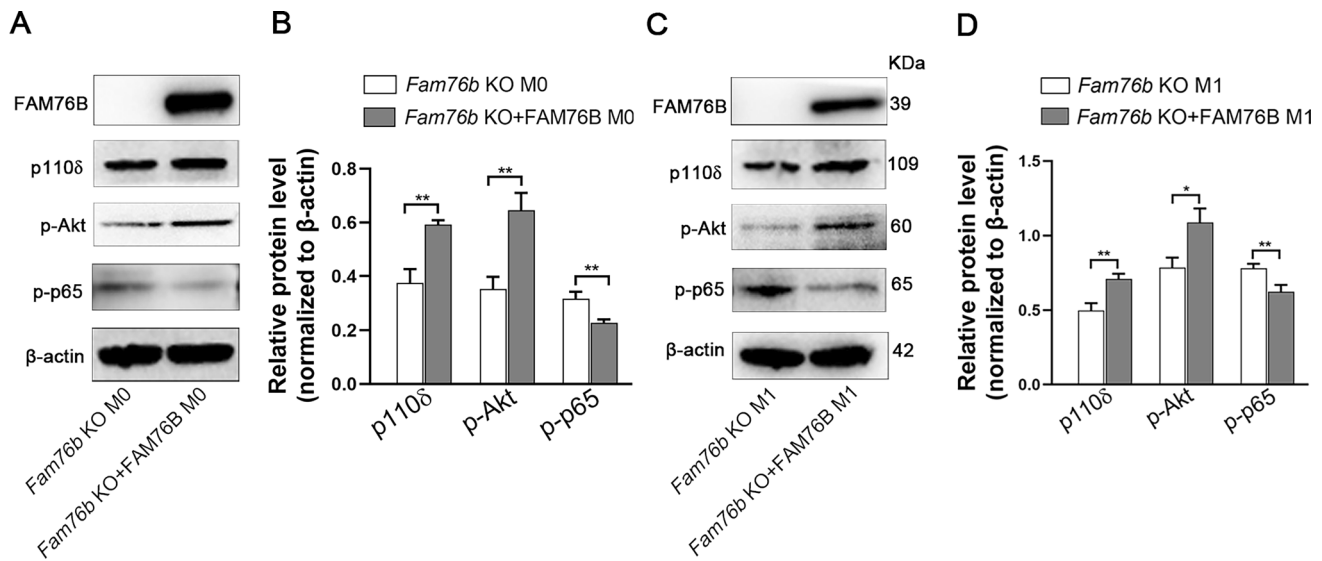 A
FAM76B
p110δ
p-Akt
p-p65
β-actin
Fam76b KO M0
Fam76b KO+FAM76B M0
B
Fam76b KO M0
Fam76b KO+FAM76B M0
Relative protein level
(normalized to β-actin)
0.8
0.6
0.4
0.2
0.0
**
**
**
p110δ
p-Akt
p-p65
C
KDa
FAM76B 39
p110δ 109
p-Akt 60
p-p65 65
β-actin 42
Fam76b KO M1
Fam76b KO+FAM76B M1
D
Fam76b KO M1
Fam76b KO+FAM76B M1
Relative protein level
(normalized to β-actin)
1.5
1.0
0.5
0.0
**
*
**
p110δ
p-Akt
p-p65